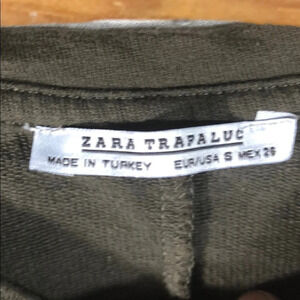 ZARA TRAFALUC
MADE IN TURKEY EUR/USA S MEX 26